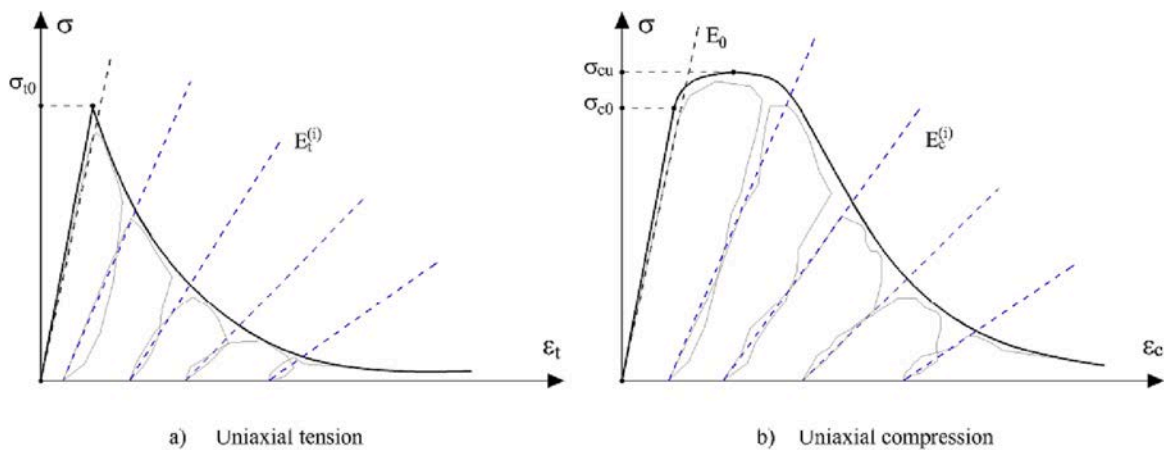 σ
σt0
Et(i)
εt
a) Uniaxial tension
σ
E0
σcu
σc0
Ec(i)
εc
b) Uniaxial compression